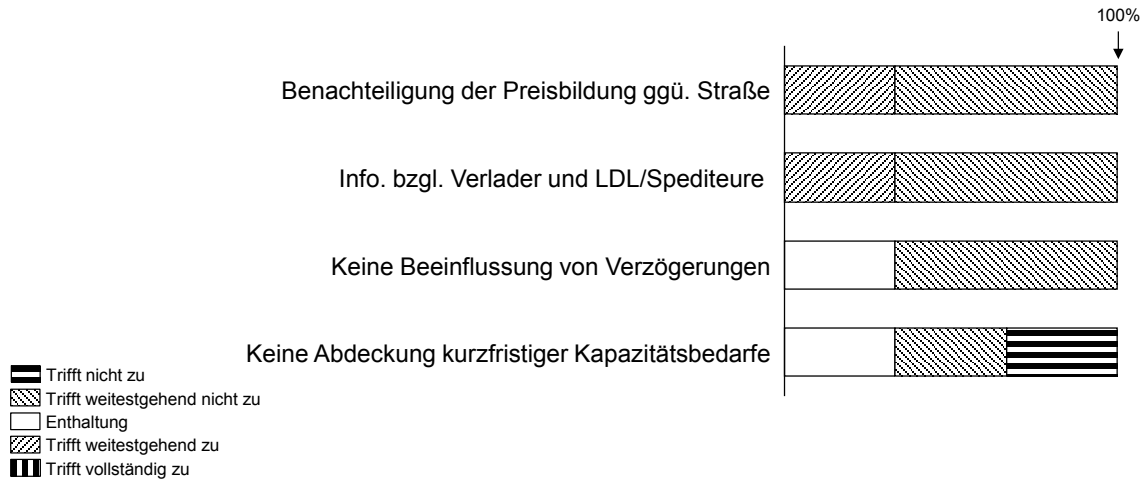 100%
Benachteiligung der Preisbildung ggü. Straße
Info. bzgl. Verlader und LDL/Spediteure
Keine Beeinflussung von Verzögerungen
Keine Abdeckung kurzfristiger Kapazitätsbedarfe
Trifft nicht zu
Trifft weitestgehend nicht zu
Enthaltung
Trifft weitestgehend zu
Trifft vollständig zu